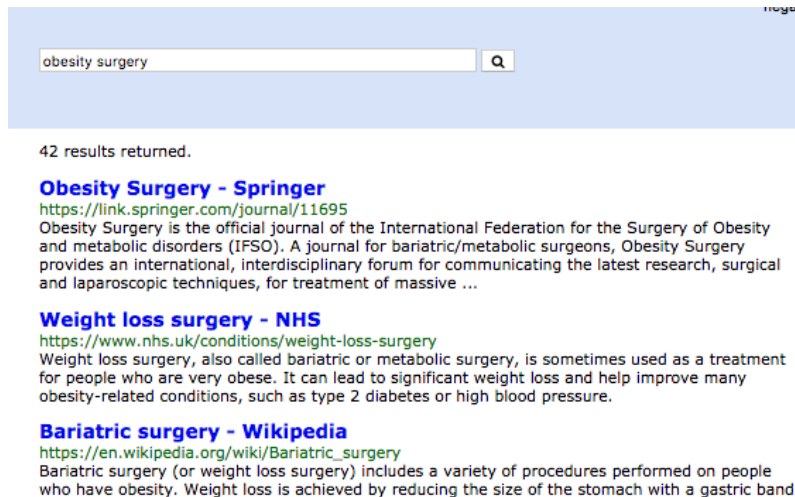 obesity surgery
42 results returned.
Obesity Surgery - Springer
https://link.springer.com/journal/11695
Obesity Surgery is the official journal of the International Federation for the Surgery of Obesity
and metabolic disorders (IFSO). A journal for bariatric/metabolic surgeons, Obesity Surgery
provides an international, interdisciplinary forum for communicating the latest research, surgical
and laparoscopic techniques, for treatment of massive ...
Weight loss surgery - NHS
https://www.nhs.uk/conditions/weight-loss-surgery
Weight loss surgery, also called bariatric or metabolic surgery, is sometimes used as a treatment
for people who are very obese. It can lead to significant weight loss and help improve many
obesity-related conditions, such as type 2 diabetes or high blood pressure.
Bariatric surgery - Wikipedia
https://en.wikipedia.org/wiki/Bariatric_surgery
Bariatric surgery (or weight loss surgery) includes a variety of procedures performed on people
who have obesity. Weight loss is achieved by reducing the size of the stomach with a gastric band